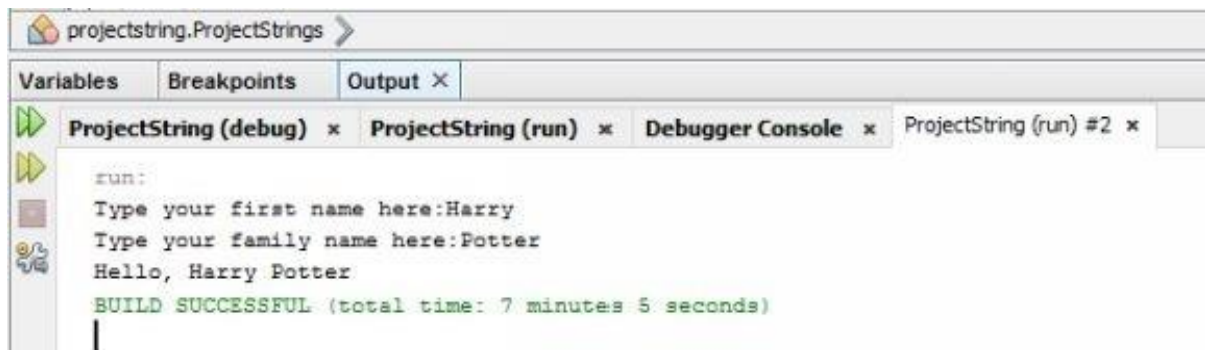 projectstring.ProjectStrings
Variables Breakpoints Output
ProjectString (debug) ProjectString (run) Debugger Console ProjectString (run) #2
run:
Type your first name here:Harry
Type your family name here:Potter
Hello, Harry Potter
BUILD SUCCESSFUL (total time: 7 minutes 5 seconds)